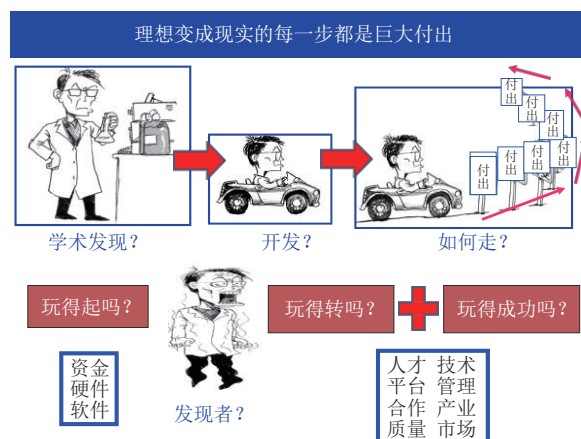 理想变成现实的每一步都是巨大付出
付出
付出
付出
付出
付出
付出
付出
学术发现?
开发?
如何走?
玩得起吗?
玩得转吗?
玩得成功吗?
资金
硬件
软件
发现者?
人才 技术
平台 管理
合作 产业
质量 市场